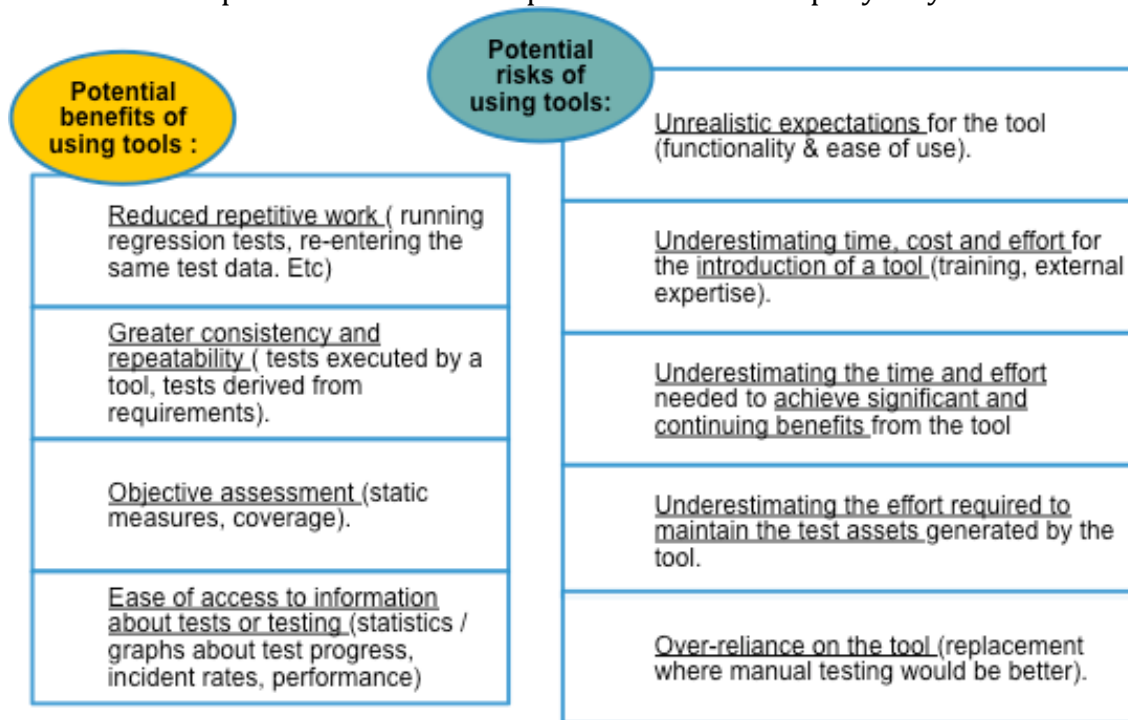 Potential
benefits of
using tools :
Reduced repetitive work ( running
regression tests, re-entering the
same test data. Etc)
Greater consistency and
repeatability ( tests executed by a
tool, tests derived from
requirements).
Objective assessment (static
measures, coverage).
Ease of access to information
about tests or testing (statistics /
graphs about test progress,
incident rates, performance)
Potential
risks of
using tools:
Unrealistic expectations for the tool
(functionality & ease of use).
Underestimating time, cost and effort for
the introduction of a tool (training, external
expertise).
Underestimating the time and effort
needed to achieve significant and
continuing benefits from the tool
Underestimating the effort required to
maintain the test assets generated by the
tool.
Over-reliance on the tool (replacement
where manual testing would be better).